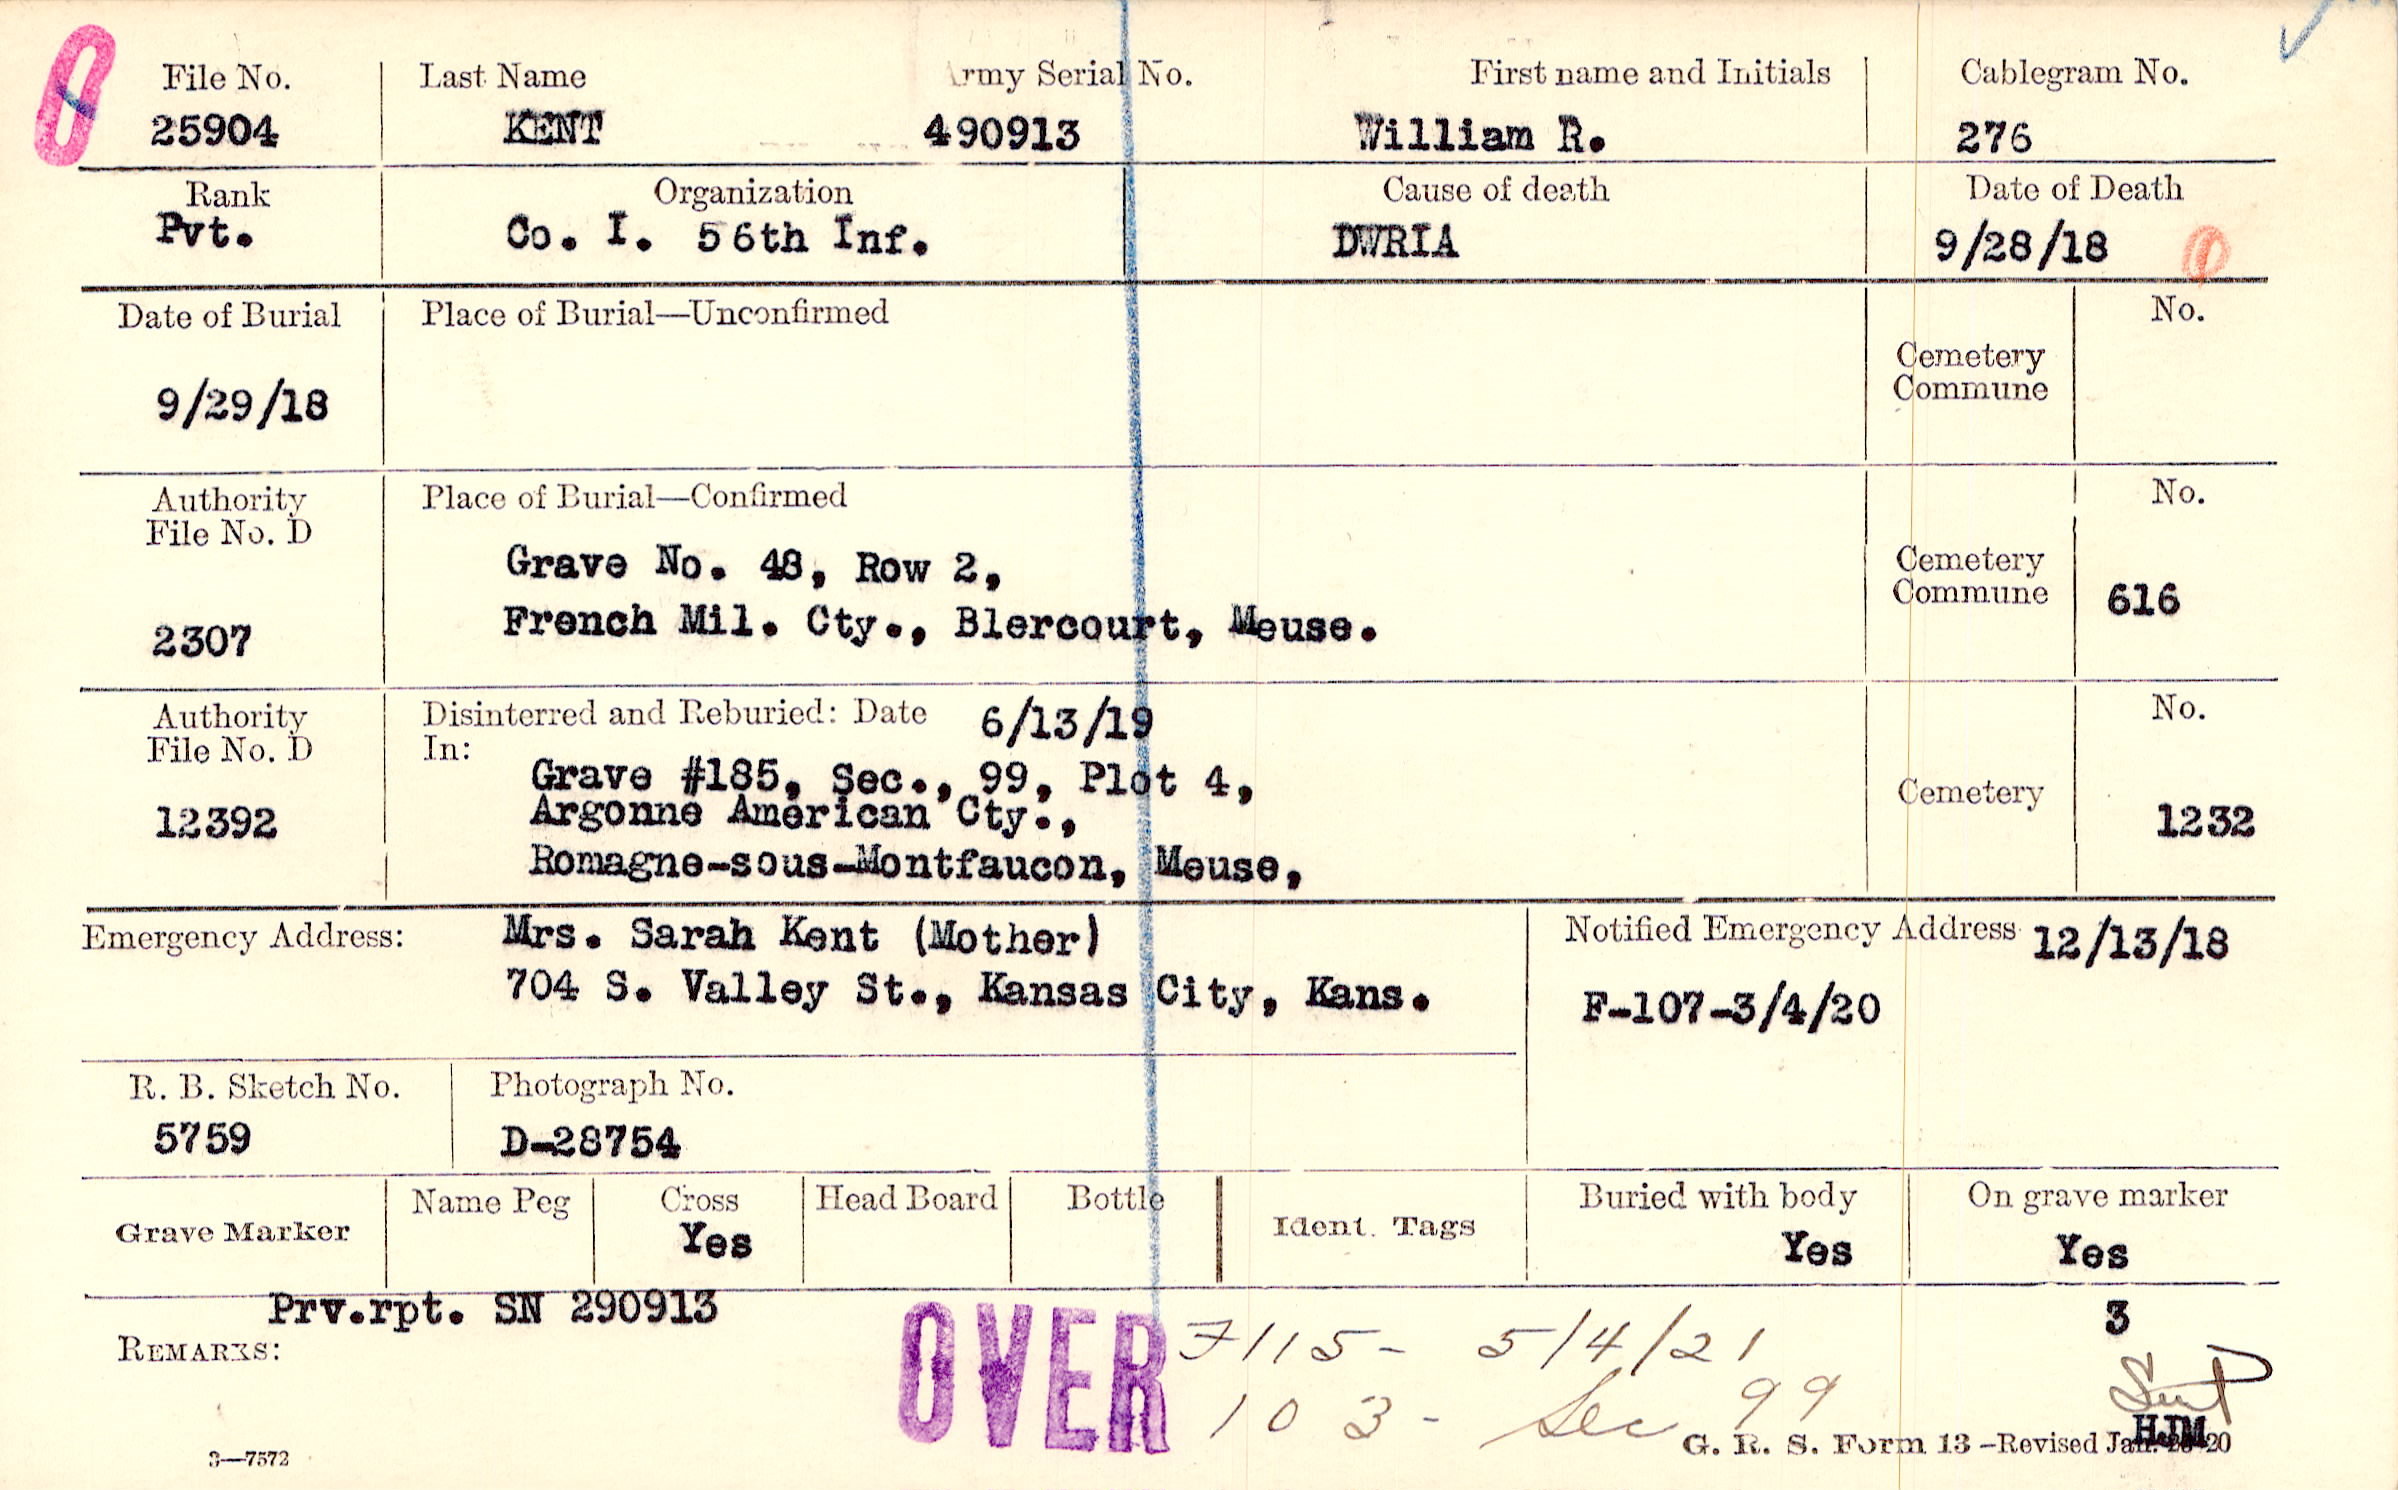 File No. Last Name Army Serial No. First name and Initials Cablegram No.
25904 KENT 490913 William R. 276
Rank Organization Cause of death Date of Death
Pvt. Co. I. 56th Inf. DWRIA 9/28/18
Date of Burial Place of Burial—Unconfirmed No.
Cemetery
Commune
9/29/18
Authority Place of Burial—Confirmed No.
File No. D
Grave No. 48, Row 2, Cemetery
Commune 616
2307 French Mil. Cty., Blercourt, Meuse.
Authority Disinterred and Reburied: Date 6/13/19 No.
File No. D In:
Grave #185, Sec., 99, Plot 4, Cemetery
12392 Argonne American Cty., 1232
Romagne-sous-Montfaucon, Meuse,
Emergency Address: Mrs. Sarah Kent (Mother) Notified Emergency Address 12/13/18
704 S. Valley St., Kansas City, Kans. F-107-3/4/20
R. B. Sketch No. Photograph No.
5759 D-28754
Grave Marker Name Peg Cross Head Board Bottle Ident. Tags Buried with body On grave marker
Yes Yes Yes
Prv.rpt. SN 290913 3
REMARKS: OVER 7115- 5/4/21
103- Sec 99
HJM
3—7572 G. R. S. Form 13-Revised Jan. 20